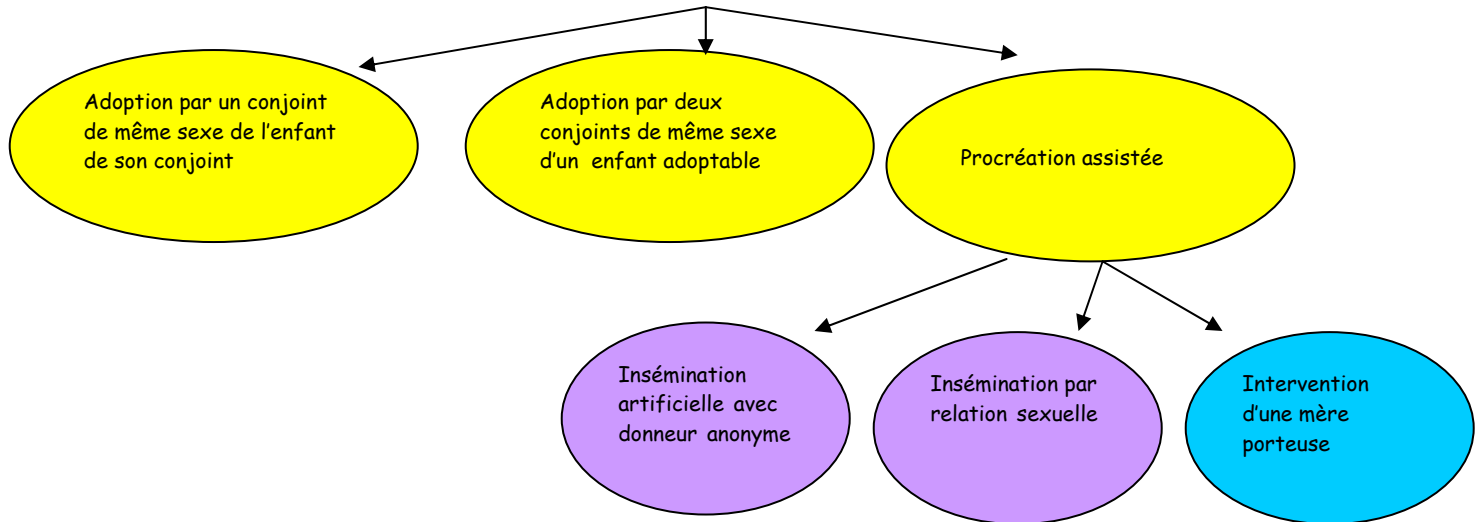 Adoption par un conjoint
de même sexe de l'enfant
de son conjoint
Adoption par deux
conjoints de même sexe
d'un enfant adoptable
Procréation assistée
Insémination
artificielle avec
donneur anonyme
Insémination par
relation sexuelle
Intervention
d'une mère
porteuse